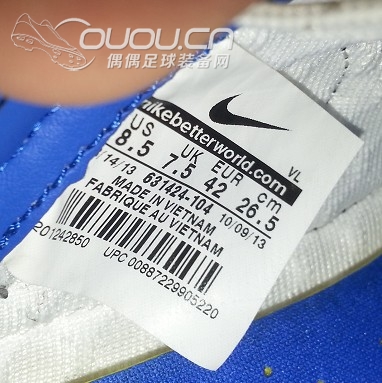 OUOU.CN
偶偶足球装备网
nikebetterworld.com
US UK EUR cm VL
8.5 7.5 42 26.5
14/13 631424-104 10/09/13
MADE IN VIETNAM
FABRIQUE AU VIETNAM
UPC 00887229905220